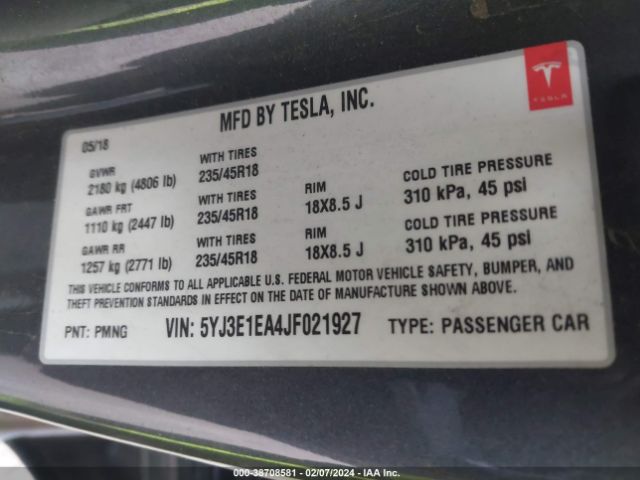 MFD BY TESLA, INC.
TESLA
05/18
GVWR
2180 kg (4806 lb)
WITH TIRES
235/45R18
GAWR FRT
1110 kg (2447 lb)
WITH TIRES
235/45R18
RIM
18X8.5 J
COLD TIRE PRESSURE
310 kPa, 45 psi
GAWR RR
1257 kg (2771 lb)
WITH TIRES
235/45R18
RIM
18X8.5 J
COLD TIRE PRESSURE
310 kPa, 45 psi
THIS VEHICLE CONFORMS TO ALL APPLICABLE U.S. FEDERAL MOTOR VEHICLE SAFETY, BUMPER, AND
THEFT PREVENTION STANDARDS IN EFFECT ON THE DATE OF MANUFACTURE SHOWN ABOVE.
PNT: PMNG VIN: 5YJ3E1EA4JF021927 TYPE: PASSENGER CAR
000-38708581 - 02/07/2024 - IAA Inc.